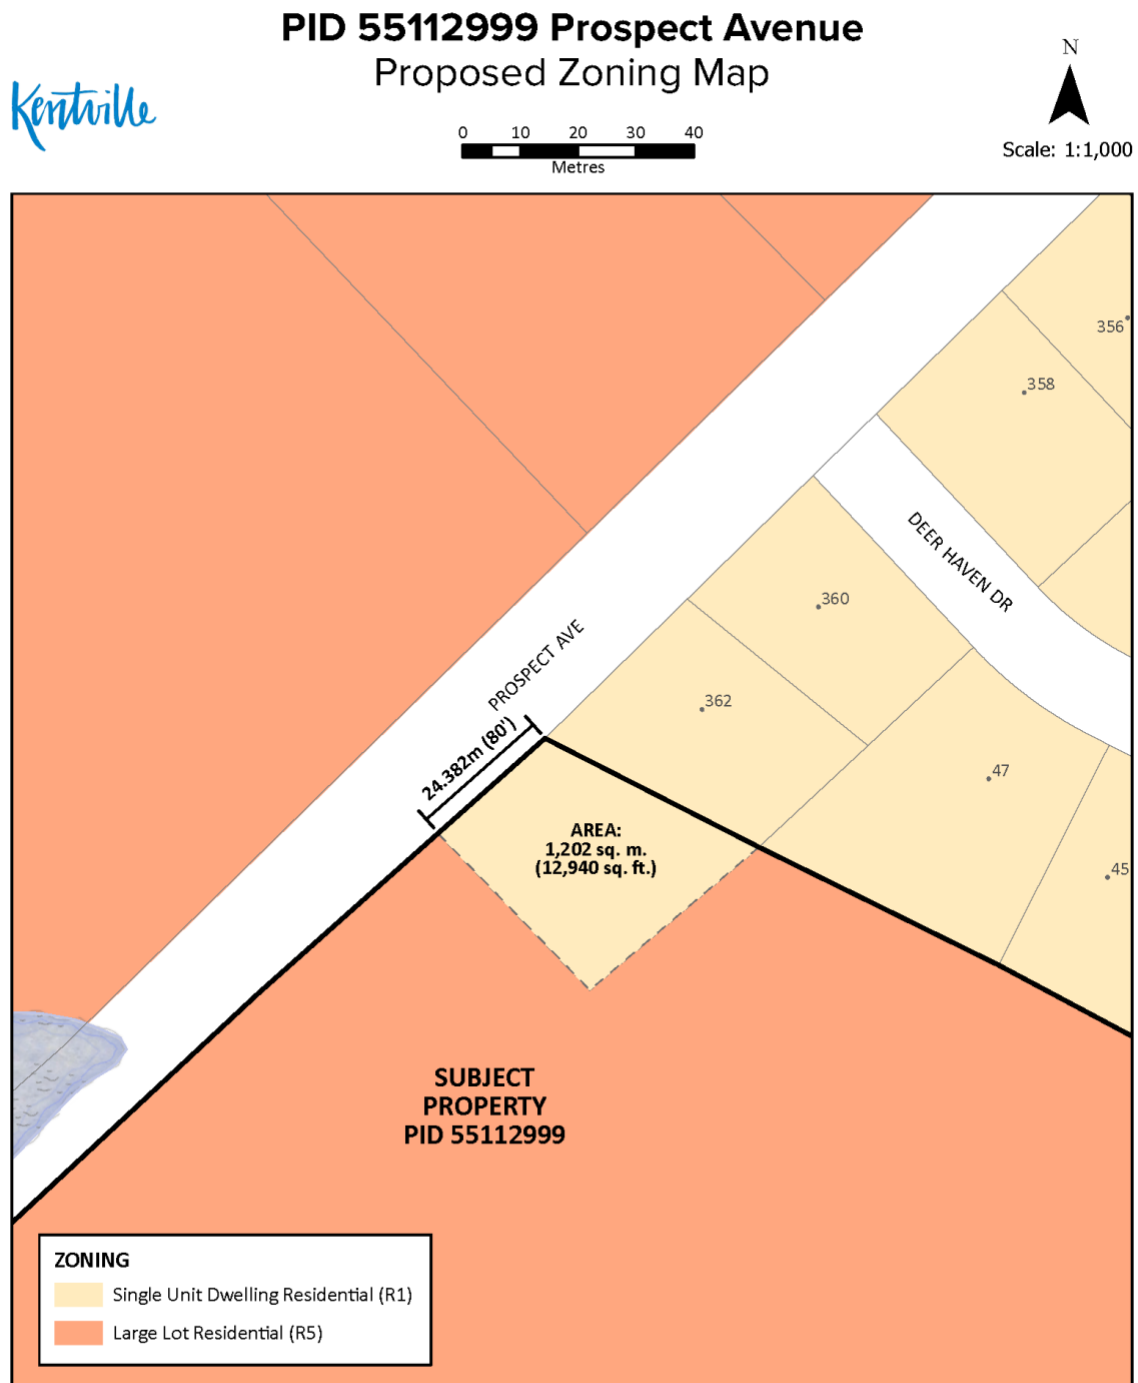 PID 55112999 Prospect Avenue
Proposed Zoning Map
Kentville
N
Scale: 1:1,000
0 10 20 30 40
Metres
356
358
DEER HAVEN DR
360
PROSPECT AVE
362
24.382m (80')
47
AREA:
1,202 sq. m.
(12,940 sq. ft.)
45
SUBJECT
PROPERTY
PID 55112999
ZONING
Single Unit Dwelling Residential (R1)
Large Lot Residential (R5)